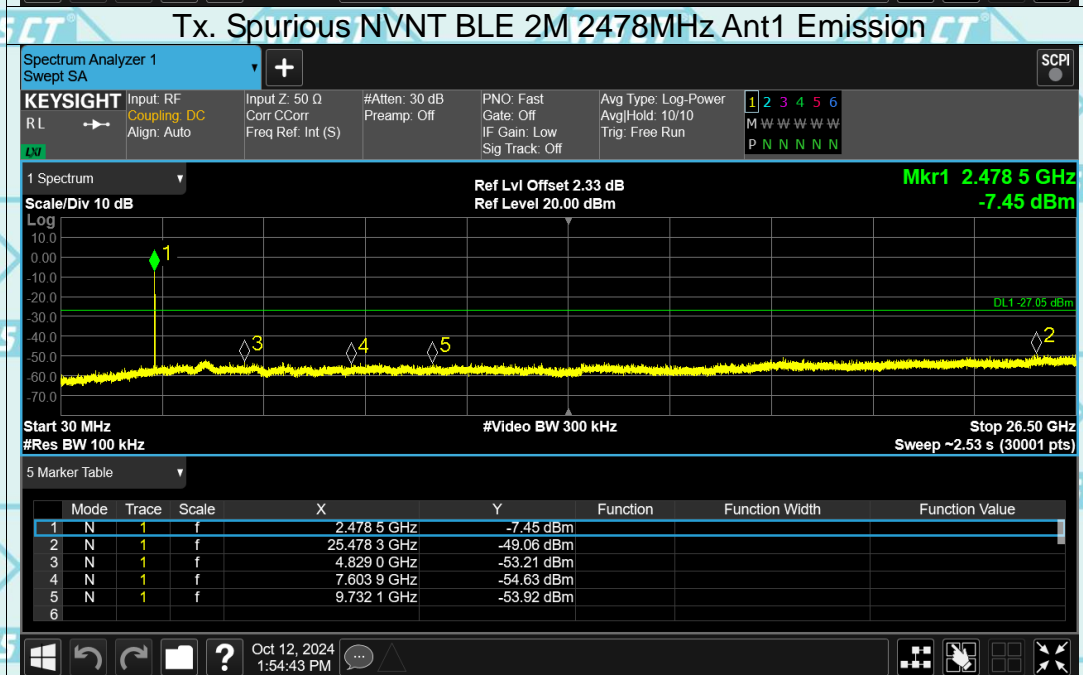 Tx. Spurious NVNT BLE 2M 2478MHz Ant1 Emission
Spectrum Analyzer 1
Swept SA
+
SCPI
KEYSIGHT Input: RF Input Z: 50 Ω #Atten: 30 dB PNO: Fast Avg Type: Log-Power 1 2 3 4 5 6
R L Coupling: DC Corr CCorr Preamp: Off Gate: Off Avg|Hold: 10/10 M W W W W W
Align: Auto Freq Ref: Int (S) IF Gain: Low Trig: Free Run
LXI Sig Track: Off P N N N N N
1 Spectrum
Ref Lvl Offset 2.33 dB Mkr1 2.478 5 GHz
Scale/Div 10 dB Ref Level 20.00 dBm -7.45 dBm
Log
10.0
1
0.00
-10.0
-20.0
DL1 -27.05 dBm
-30.0
-40.0
3 4 5 2
-50.0
-60.0
-70.0
Start 30 MHz #Video BW 300 kHz Stop 26.50 GHz
#Res BW 100 kHz Sweep ~2.53 s (30001 pts)
5 Marker Table
Mode Trace Scale X Y Function Function Width Function Value
1 N 1 f 2.478 5 GHz -7.45 dBm
2 N 1 f 25.478 3 GHz -49.06 dBm
3 N 1 f 4.829 0 GHz -53.21 dBm
4 N 1 f 7.603 9 GHz -54.63 dBm
5 N 1 f 9.732 1 GHz -53.92 dBm
6
? Oct 12, 2024
1:54:43 PM